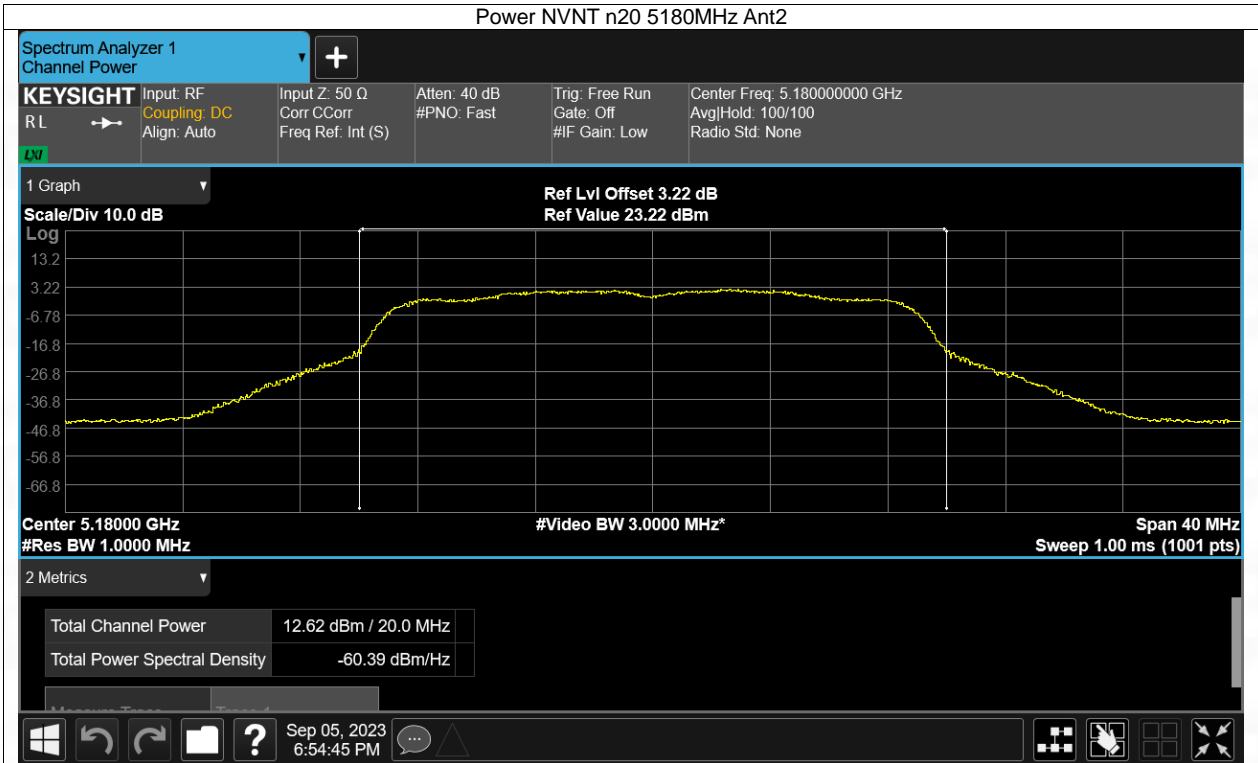 Power NVNT n20 5180MHz Ant2
Spectrum Analyzer 1
Channel Power
KEYSIGHT
R L
LXI
Input: RF
Coupling: DC
Align: Auto
Input Z: 50 Ω
Corr CCorr
Freq Ref: Int (S)
Atten: 40 dB
#PNO: Fast
Trig: Free Run
Gate: Off
#IF Gain: Low
Center Freq: 5.180000000 GHz
Avg|Hold: 100/100
Radio Std: None
1 Graph
Scale/Div 10.0 dB
Ref Lvl Offset 3.22 dB
Ref Value 23.22 dBm
Log
13.2
3.22
-6.78
-16.8
-26.8
-36.8
-46.8
-56.8
-66.8
Center 5.18000 GHz
#Res BW 1.0000 MHz
#Video BW 3.0000 MHz*
Span 40 MHz
Sweep 1.00 ms (1001 pts)
2 Metrics
Total Channel Power 12.62 dBm / 20.0 MHz
Total Power Spectral Density -60.39 dBm/Hz
Sep 05, 2023
6:54:45 PM